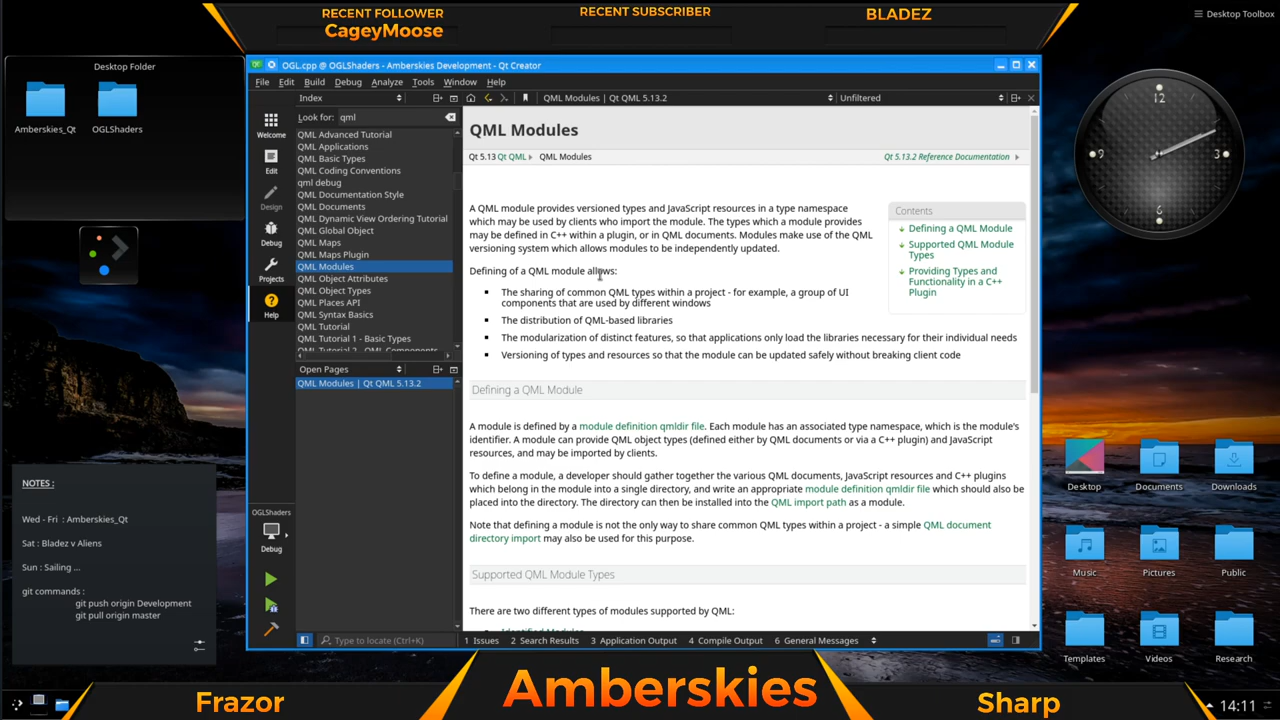 RECENT FOLLOWER
CageyMoose
RECENT SUBSCRIBER
BLADEZ
Desktop Toolbox
Desktop Folder
Amberskies_Qt
OGLShaders
OGL.cpp @ OGLShaders - Amberskies Development - Qt Creator
File Edit Build Debug Analyze Tools Window Help
Index
QML Modules | Qt QML 5.13.2
Unfiltered
Look for: qml
Welcome
Edit
Design
Debug
Projects
Help
QML Advanced Tutorial
QML Applications
QML Basic Types
QML Coding Conventions
qml debug
QML Documentation Style
QML Documents
QML Dynamic View Ordering Tutorial
QML Global Object
QML Maps
QML Maps Plugin
QML Modules
QML Object Attributes
QML Object Types
QML Places API
QML Syntax Basics
QML Tutorial
QML Tutorial 1 - Basic Types
QML Tutorial 2 - QML Components
Open Pages
QML Modules | Qt QML 5.13.2
QML Modules
Qt 5.13 Qt QML QML Modules
Qt 5.13.2 Reference Documentation
A QML module provides versioned types and JavaScript resources in a type namespace
which may be used by clients who import the module. The types which a module provides
may be defined in C++ within a plugin, or in QML documents. Modules make use of the QML
versioning system which allows modules to be independently updated.
Contents
Defining a QML Module
Supported QML Module
Types
Providing Types and
Functionality in a C++
Plugin
Defining of a QML module allows:
The sharing of common QML types within a project - for example, a group of UI
components that are used by different windows
The distribution of QML-based libraries
The modularization of distinct features, so that applications only load the libraries necessary for their individual needs
Versioning of types and resources so that the module can be updated safely without breaking client code
Defining a QML Module
A module is defined by a module definition qmldir file. Each module has an associated type namespace, which is the module's
identifier. A module can provide QML object types (defined either by QML documents or via a C++ plugin) and JavaScript
resources, and may be imported by clients.
To define a module, a developer should gather together the various QML documents, JavaScript resources and C++ plugins
which belong in the module into a single directory, and write an appropriate module definition qmldir file which should also be
placed into the directory. The directory can then be installed into the QML import path as a module.
Note that defining a module is not the only way to share common QML types within a project - a simple QML document
directory import may also be used for this purpose.
Supported QML Module Types
There are two different types of modules supported by QML:
Identified Modules
OGLShaders
Debug
Type to locate (Ctrl+K)
1 Issues 2 Search Results 3 Application Output 4 Compile Output 6 General Messages
NOTES :
Wed - Fri : Amberskies_Qt
Sat : Bladez v Aliens
Sun : Sailing ...
git commands :
git push origin Development
git pull origin master
12
3
6
9
Desktop
Documents
Downloads
Music
Pictures
Public
Templates
Videos
Research
Frazor
Amberskies
Sharp
14:11